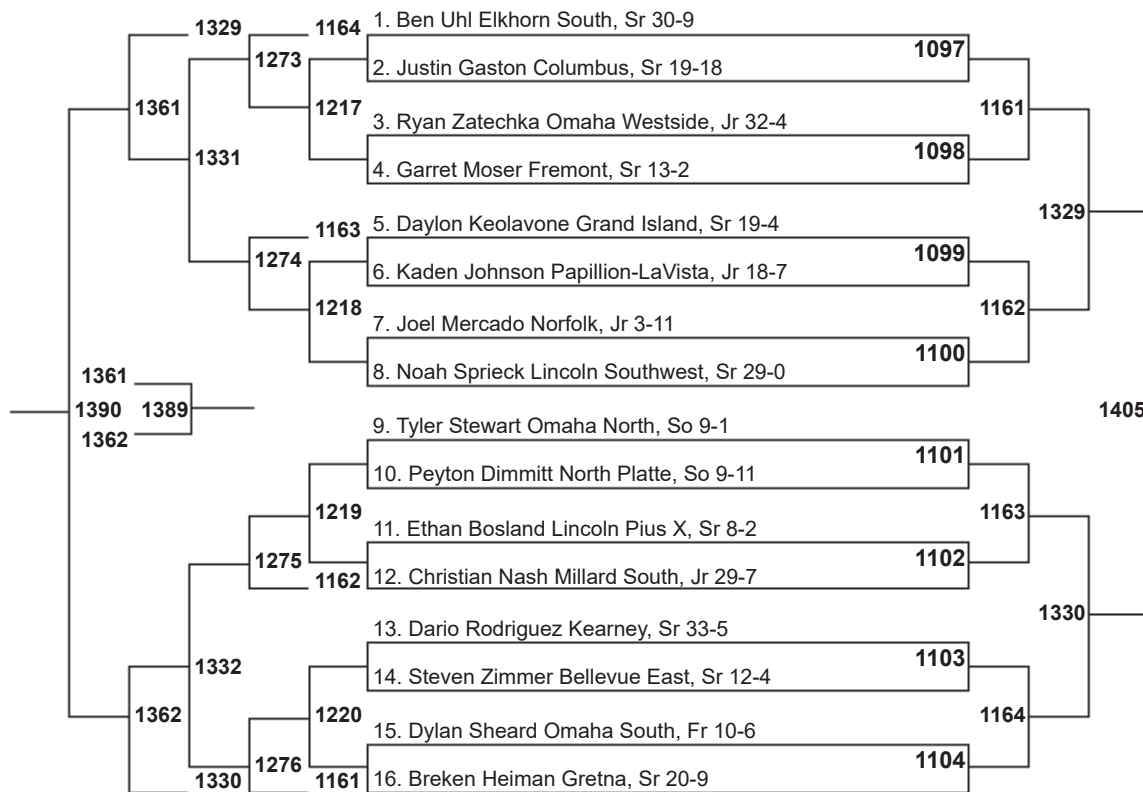 1329 1164 1. Ben Uhl Elkhorn South, Sr 30-9
1273 2. Justin Gaston Columbus, Sr 19-18 1097
1361 1217 3. Ryan Zatechka Omaha Westside, Jr 32-4 1161
1331 4. Garret Moser Fremont, Sr 13-2 1098
1329
1163 5. Daylon Keolavone Grand Island, Sr 19-4
1274 6. Kaden Johnson Papillion-LaVista, Jr 18-7 1099
1218 7. Joel Mercado Norfolk, Jr 3-11 1162
1361 8. Noah Sprieck Lincoln Southwest, Sr 29-0 1100
1390 1389 1405
1362 9. Tyler Stewart Omaha North, So 9-1
10. Peyton Dimmitt North Platte, So 9-11 1101
1219 11. Ethan Bosland Lincoln Pius X, Sr 8-2 1163
1275 1162 12. Christian Nash Millard South, Jr 29-7 1102
1330
13. Dario Rodriguez Kearney, Sr 33-5
1332 14. Steven Zimmer Bellevue East, Sr 12-4 1103
1362 1220 15. Dylan Sheard Omaha South, Fr 10-6 1164
1330 1276 1161 16. Breken Heiman Gretna, Sr 20-9 1104